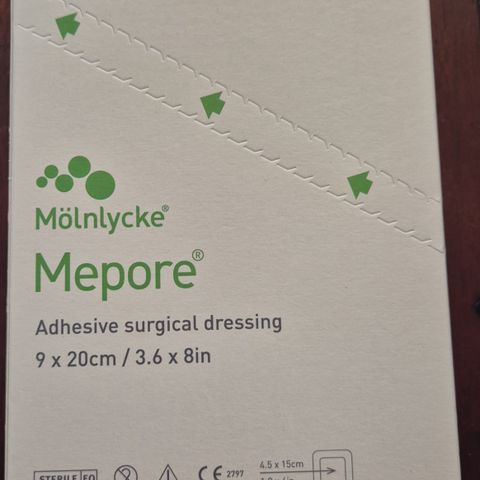 Mölnlycke®
Mepore®
Adhesive surgical dressing
9 x 20cm / 3.6 x 8in
4.5 x 15cm
STERILE EO
CE 2797